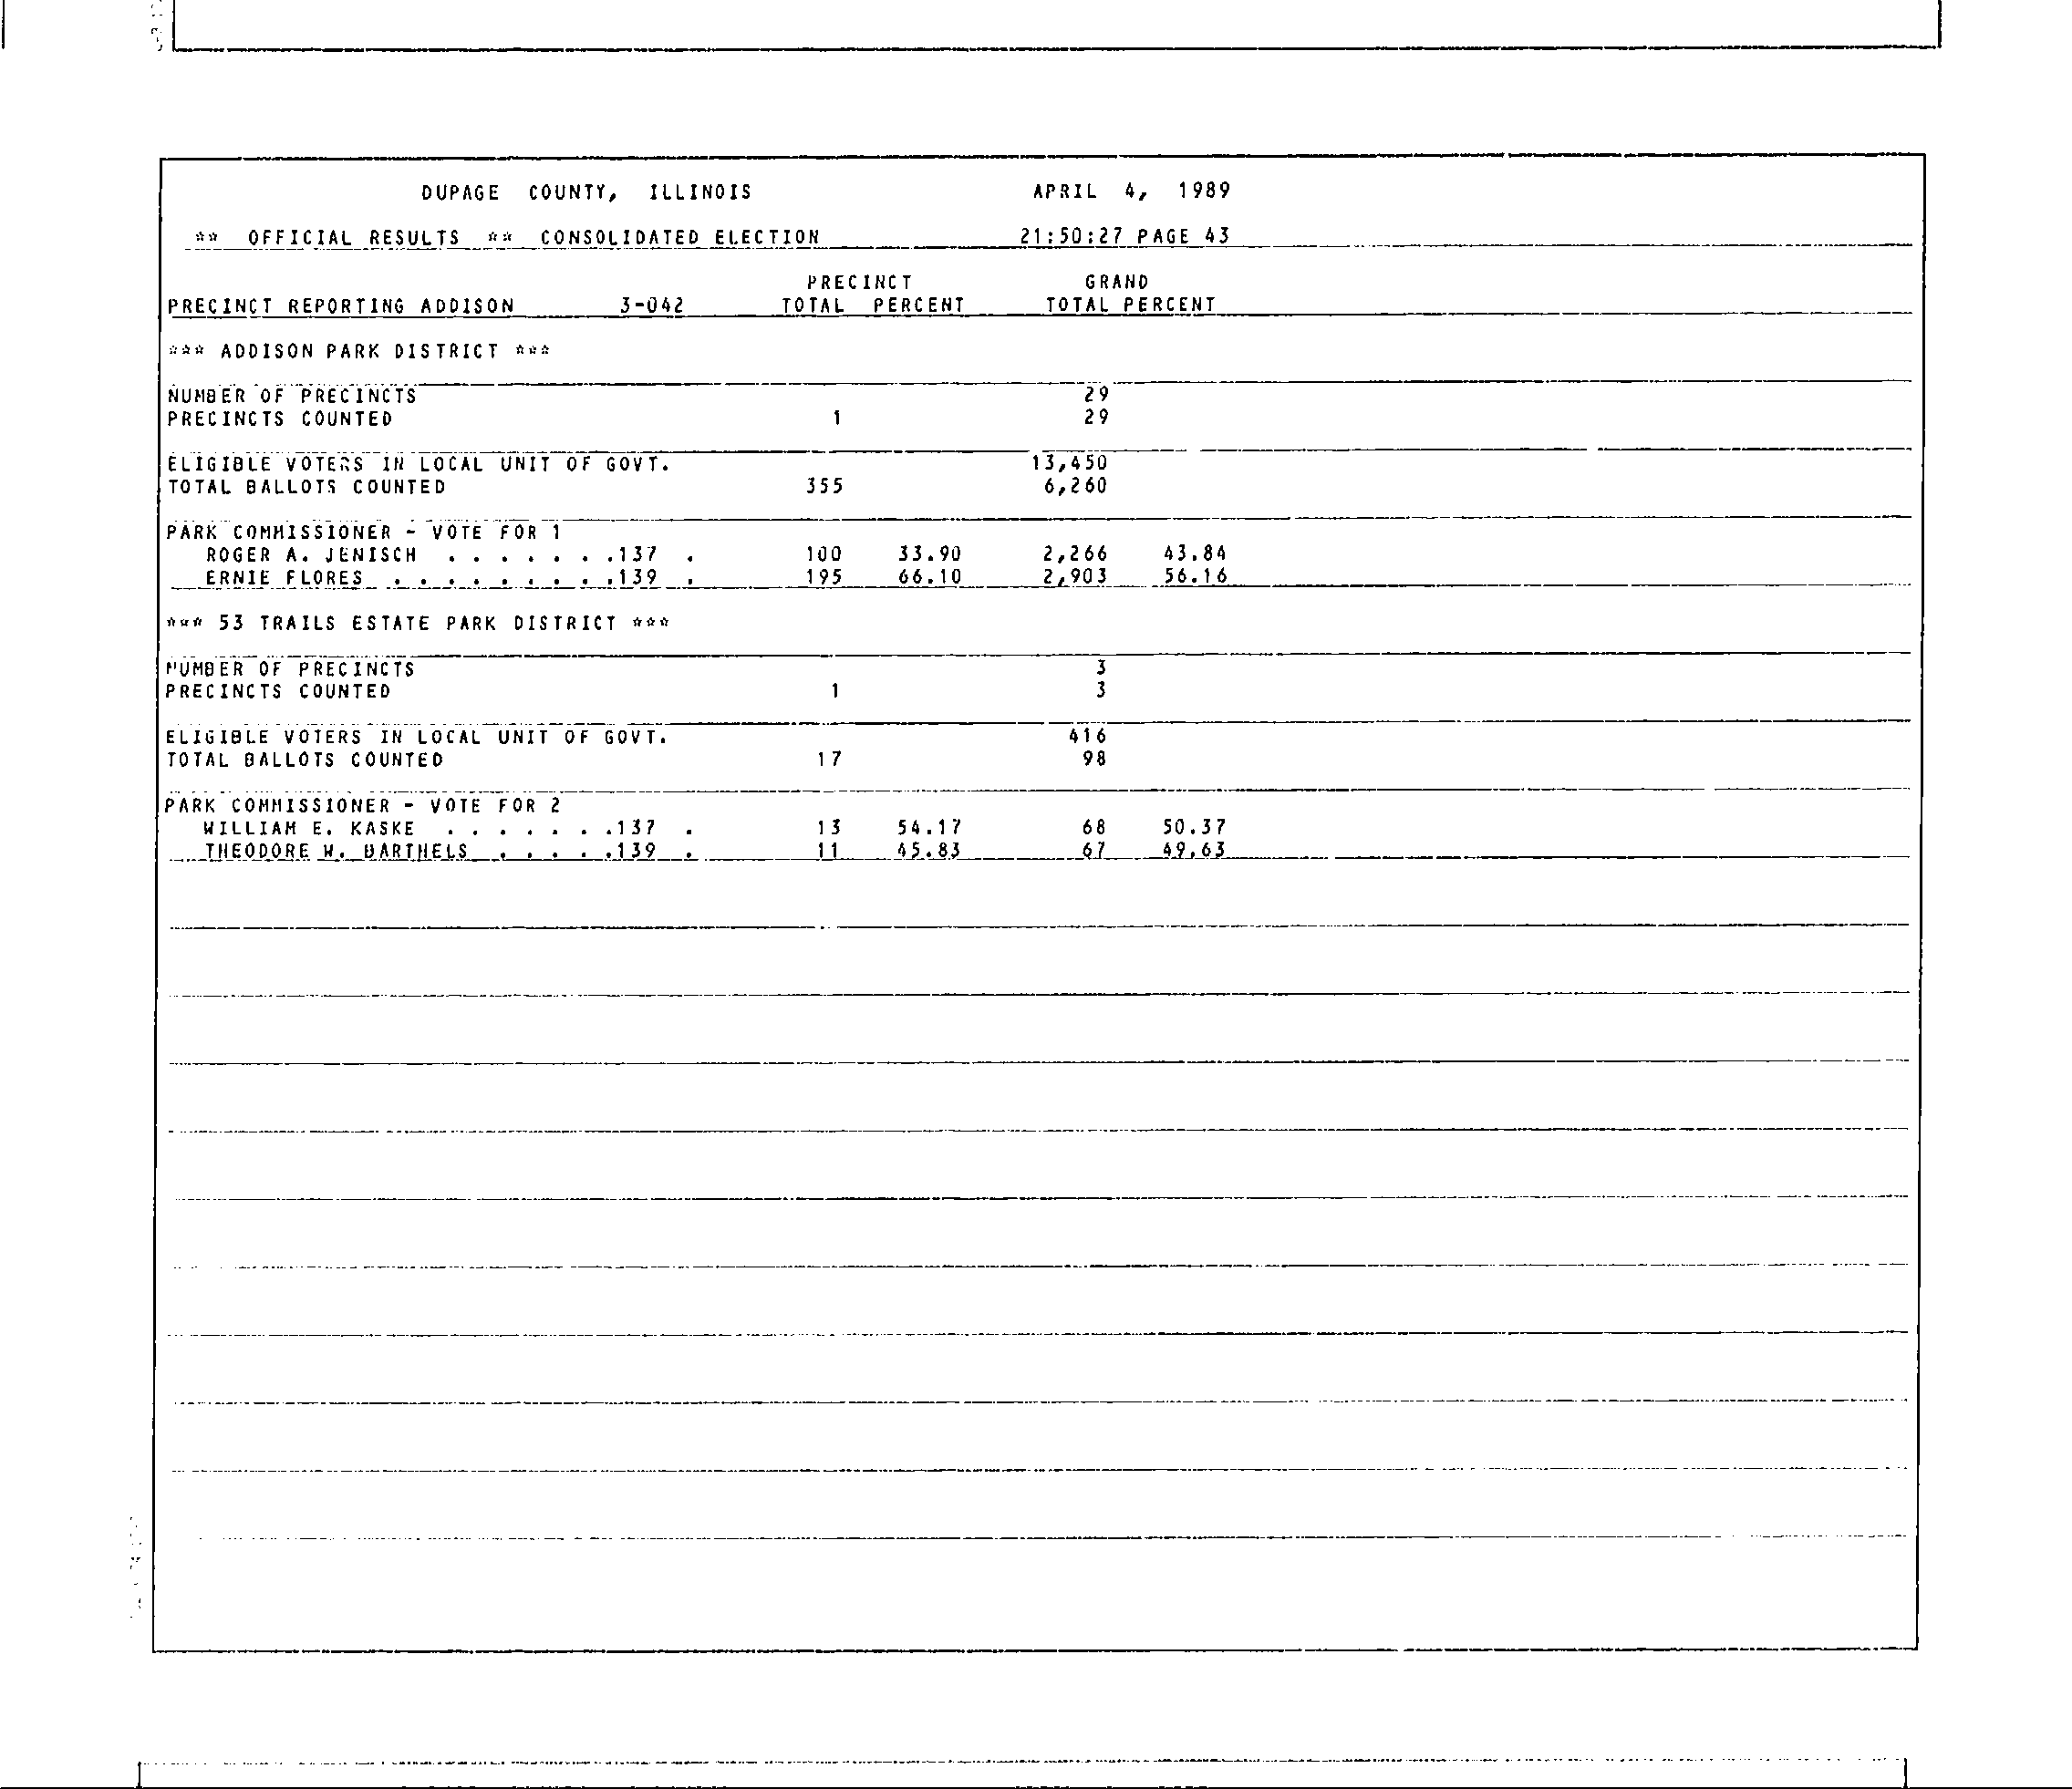 DUPAGE COUNTY, ILLINOIS APRIL 4, 1989
** OFFICIAL RESULTS ** CONSOLIDATED ELECTION 21:50:27 PAGE 43
PRECINCT GRAND
PRECINCT REPORTING ADDISON 3-042 TOTAL PERCENT TOTAL PERCENT
*** ADDISON PARK DISTRICT ***
NUMBER OF PRECINCTS 29
PRECINCTS COUNTED 1 29
ELIGIBLE VOTERS IN LOCAL UNIT OF GOVT. 13,450
TOTAL BALLOTS COUNTED 355 6,260
PARK COMMISSIONER - VOTE FOR 1
ROGER A. JENISCH . . . . . . .137 . 100 33.90 2,266 43.84
ERNIE FLORES . . . . . . . . .139 . 195 66.10 2,903 56.16
*** 53 TRAILS ESTATE PARK DISTRICT ***
NUMBER OF PRECINCTS 3
PRECINCTS COUNTED 1 3
ELIGIBLE VOTERS IN LOCAL UNIT OF GOVT. 416
TOTAL BALLOTS COUNTED 17 98
PARK COMMISSIONER - VOTE FOR 2
WILLIAM E. KASKE . . . . . . .137 . 13 54.17 68 50.37
THEODORE W. BARTHELS . . . . .139 . 11 45.83 67 49.63